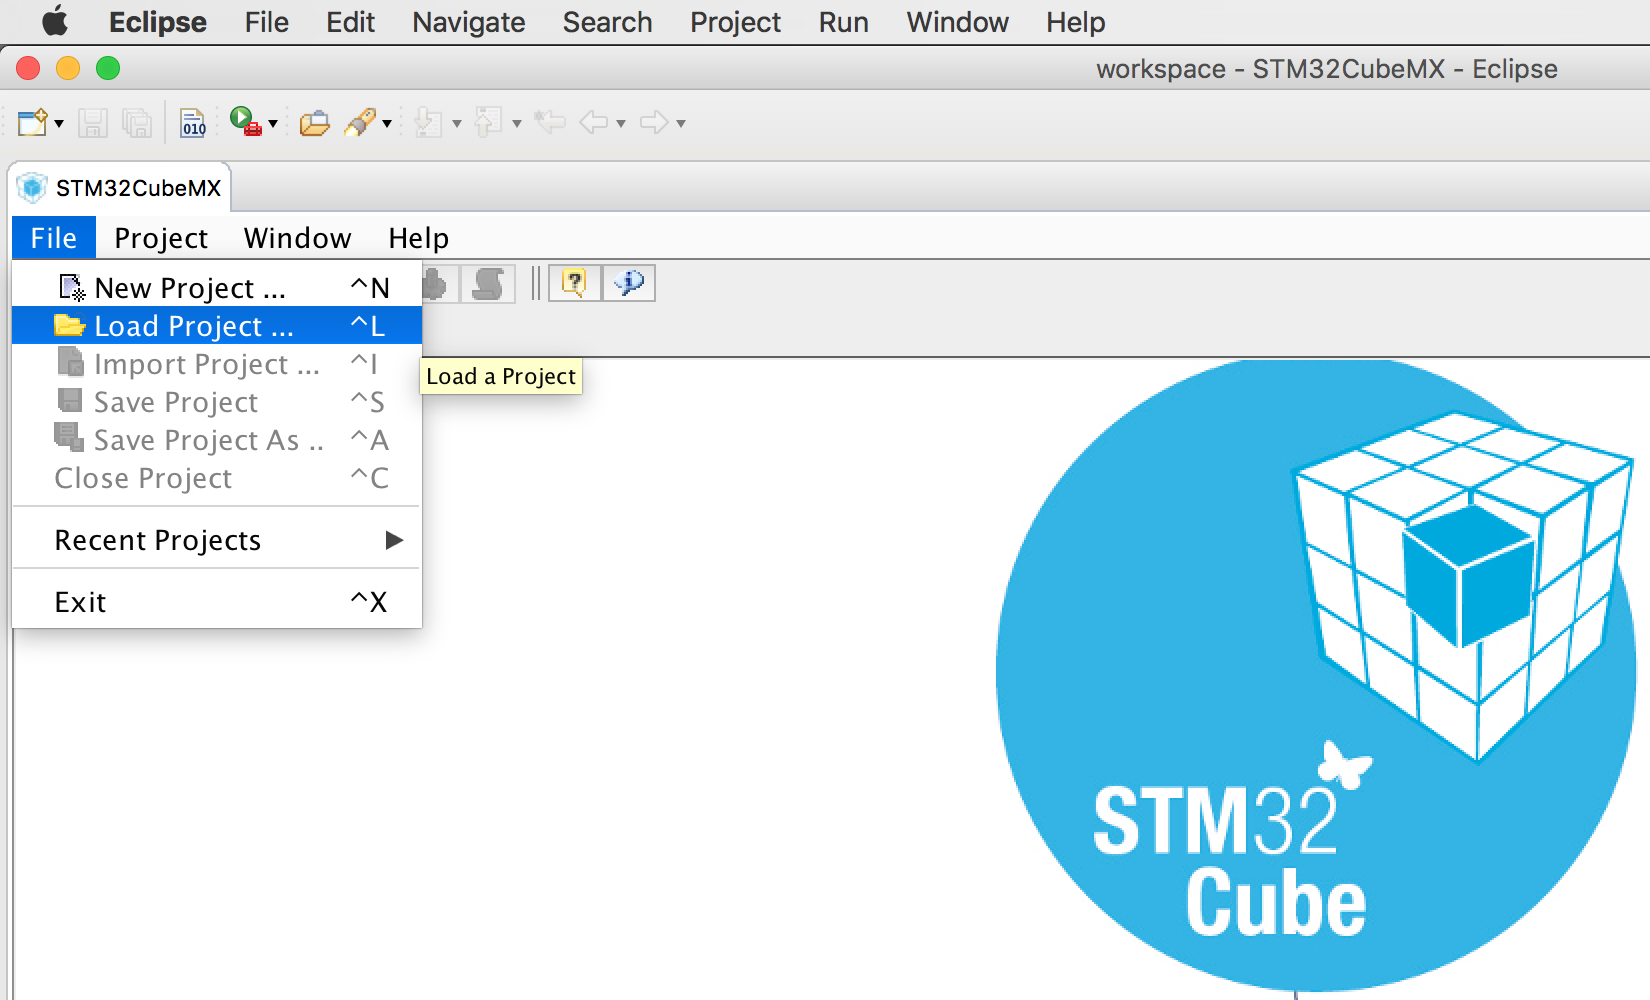 Eclipse File Edit Navigate Search Project Run Window Help
workspace - STM32CubeMX - Eclipse
010
STM32CubeMX
File Project Window Help
New Project ... ^N
Load Project ... ^L
Import Project ... ^I
Load a Project
Save Project ^S
Save Project As .. ^A
Close Project ^C
Recent Projects
Exit ^X
STM32
Cube